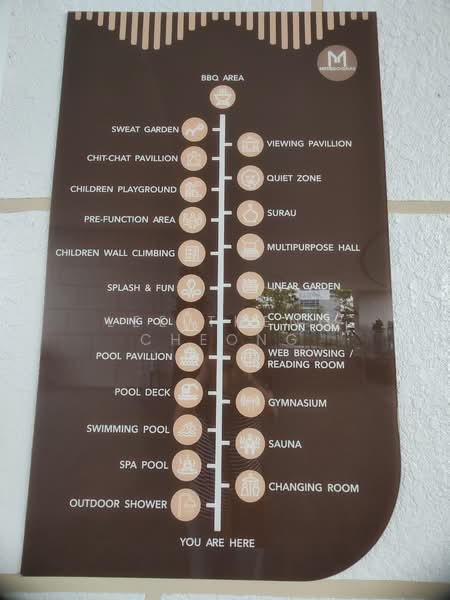 BBQ AREA
SWEAT GARDEN
VIEWING PAVILLION
CHIT-CHAT PAVILLION
QUIET ZONE
CHILDREN PLAYGROUND
SURAU
PRE-FUNCTION AREA
MULTIPURPOSE HALL
CHILDREN WALL CLIMBING
LINEAR GARDEN
SPLASH & FUN
CO-WORKING /
TUITION ROOM
WADING POOL
CHEONG
WEB BROWSING /
READING ROOM
POOL PAVILLION
POOL DECK
GYMNASIUM
SWIMMING POOL
SAUNA
SPA POOL
CHANGING ROOM
OUTDOOR SHOWER
YOU ARE HERE